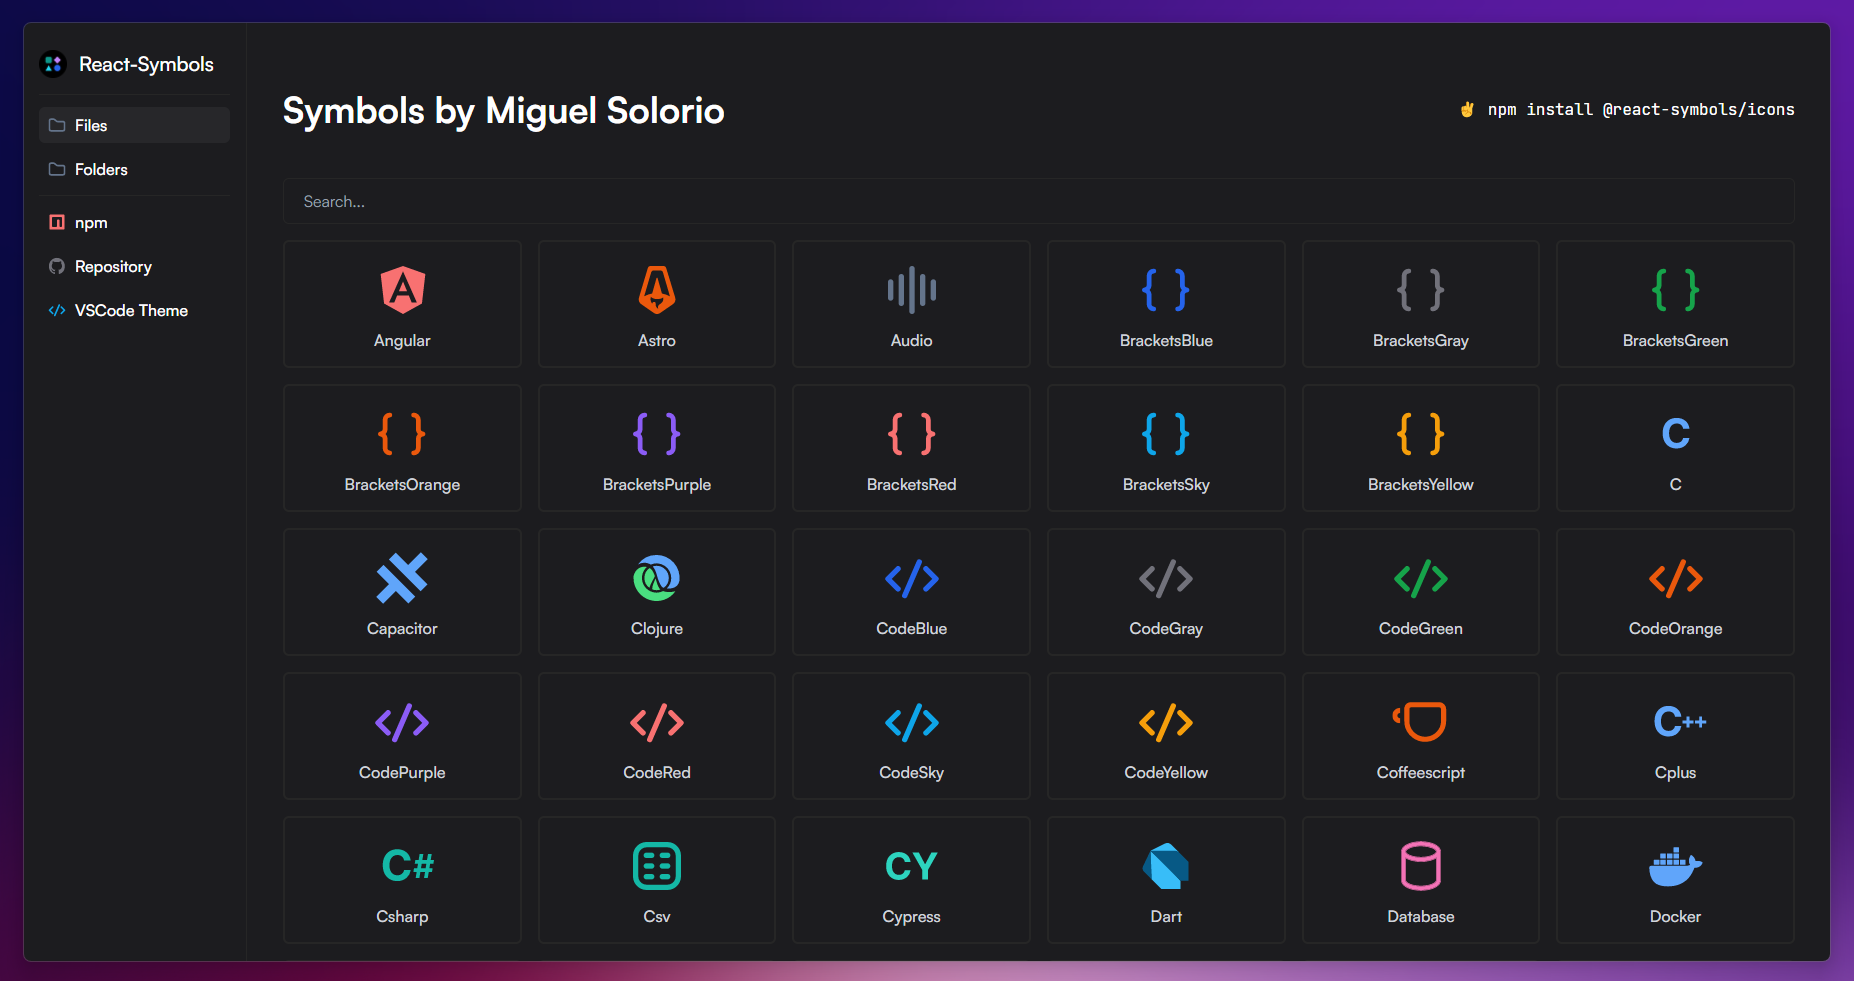 React-Symbols
Files
Folders
npm
Repository
VSCode Theme
Symbols by Miguel Solorio
✌ npm install @react-symbols/icons
Search...
Angular
Astro
Audio
BracketsBlue
BracketsGray
BracketsGreen
BracketsOrange
BracketsPurple
BracketsRed
BracketsSky
BracketsYellow
C
C
Capacitor
Clojure
CodeBlue
CodeGray
CodeGreen
CodeOrange
CodePurple
CodeRed
CodeSky
CodeYellow
Coffeescript
C++
Cplus
C#
Csharp
Csv
CY
Cypress
Dart
Database
Docker